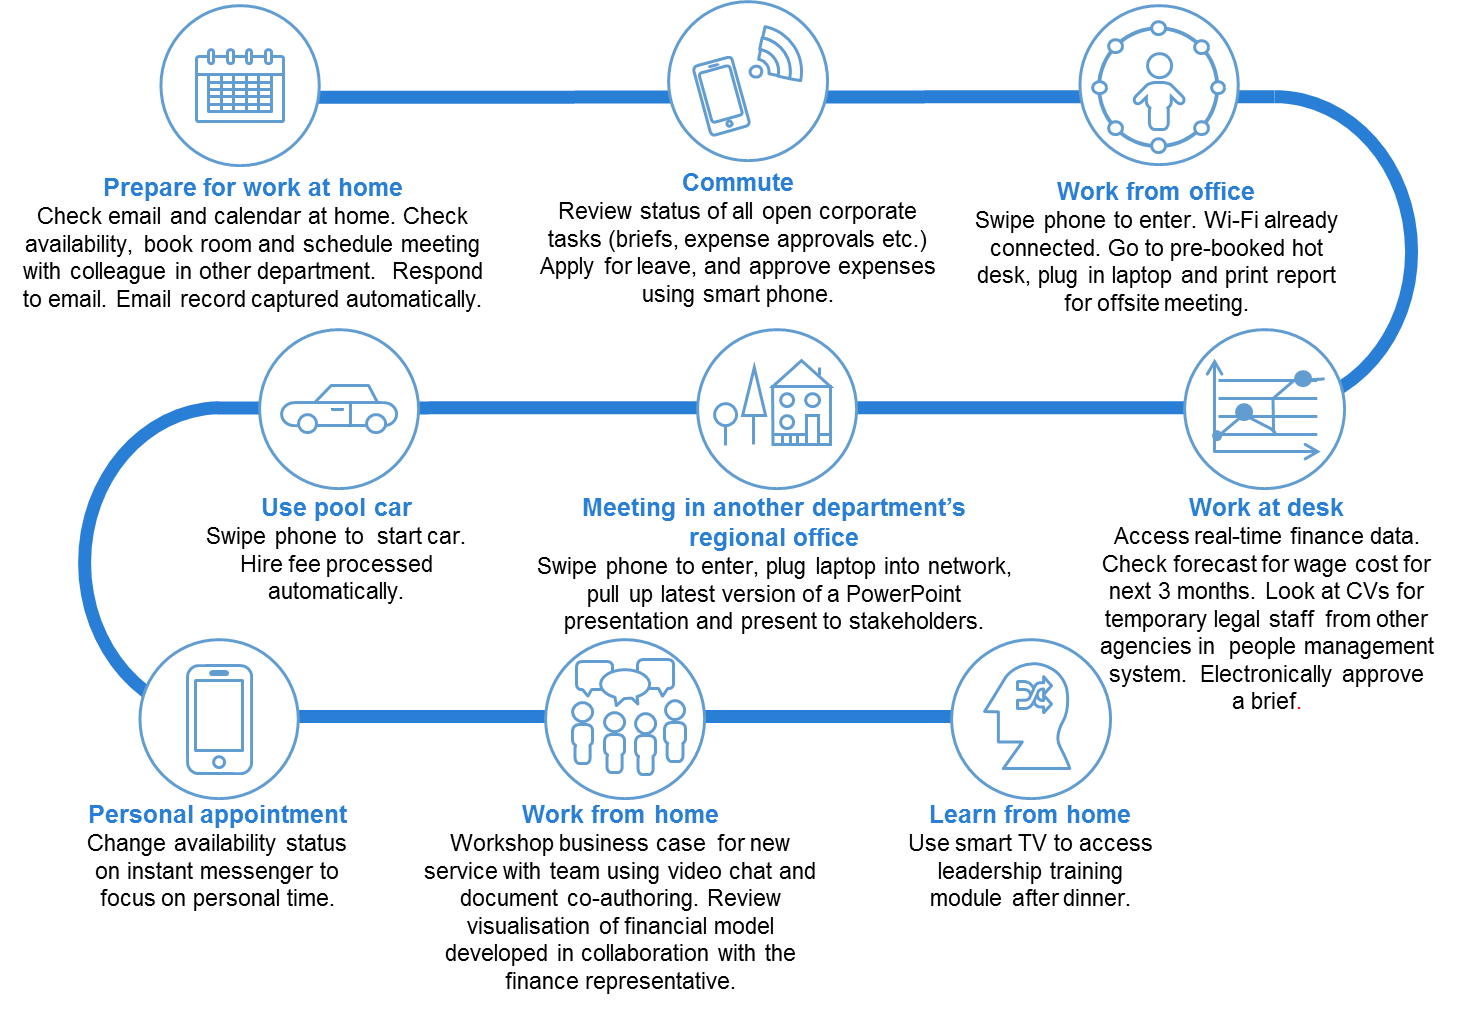 Prepare for work at home
Check email and calendar at home. Check
availability, book room and schedule meeting
with colleague in other department. Respond
to email. Email record captured automatically.
Commute
Review status of all open corporate
tasks (briefs, expense approvals etc.)
Apply for leave, and approve expenses
using smart phone.
Work from office
Swipe phone to enter. Wi-Fi already
connected. Go to pre-booked hot
desk, plug in laptop and print report
for offsite meeting.
Use pool car
Swipe phone to start car.
Hire fee processed
automatically.
Meeting in another department’s
regional office
Swipe phone to enter, plug laptop into network,
pull up latest version of a PowerPoint
presentation and present to stakeholders.
Work at desk
Access real-time finance data.
Check forecast for wage cost for
next 3 months. Look at CVs for
temporary legal staff from other
agencies in people management
system. Electronically approve
a brief.
Personal appointment
Change availability status
on instant messenger to
focus on personal time.
Work from home
Workshop business case for new
service with team using video chat and
document co-authoring. Review
visualisation of financial model
developed in collaboration with the
finance representative.
Learn from home
Use smart TV to access
leadership training
module after dinner.